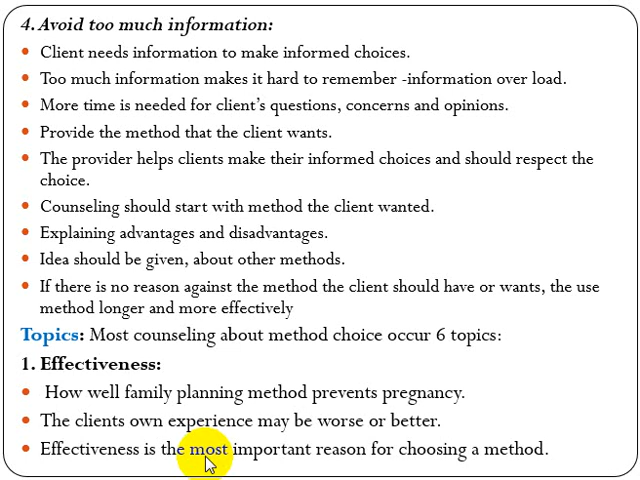 4. Avoid too much information:
• Client needs information to make informed choices.
• Too much information makes it hard to remember -information over load.
• More time is needed for client's questions, concerns and opinions.
• Provide the method that the client wants.
• The provider helps clients make their informed choices and should respect the
choice.
• Counseling should start with method the client wanted.
• Explaining advantages and disadvantages.
• Idea should be given, about other methods.
• If there is no reason against the method the client should have or wants, the use
method longer and more effectively
Topics: Most counseling about method choice occur 6 topics:
1. Effectiveness:
• How well family planning method prevents pregnancy.
• The clients own experience may be worse or better.
• Effectiveness is the most important reason for choosing a method.